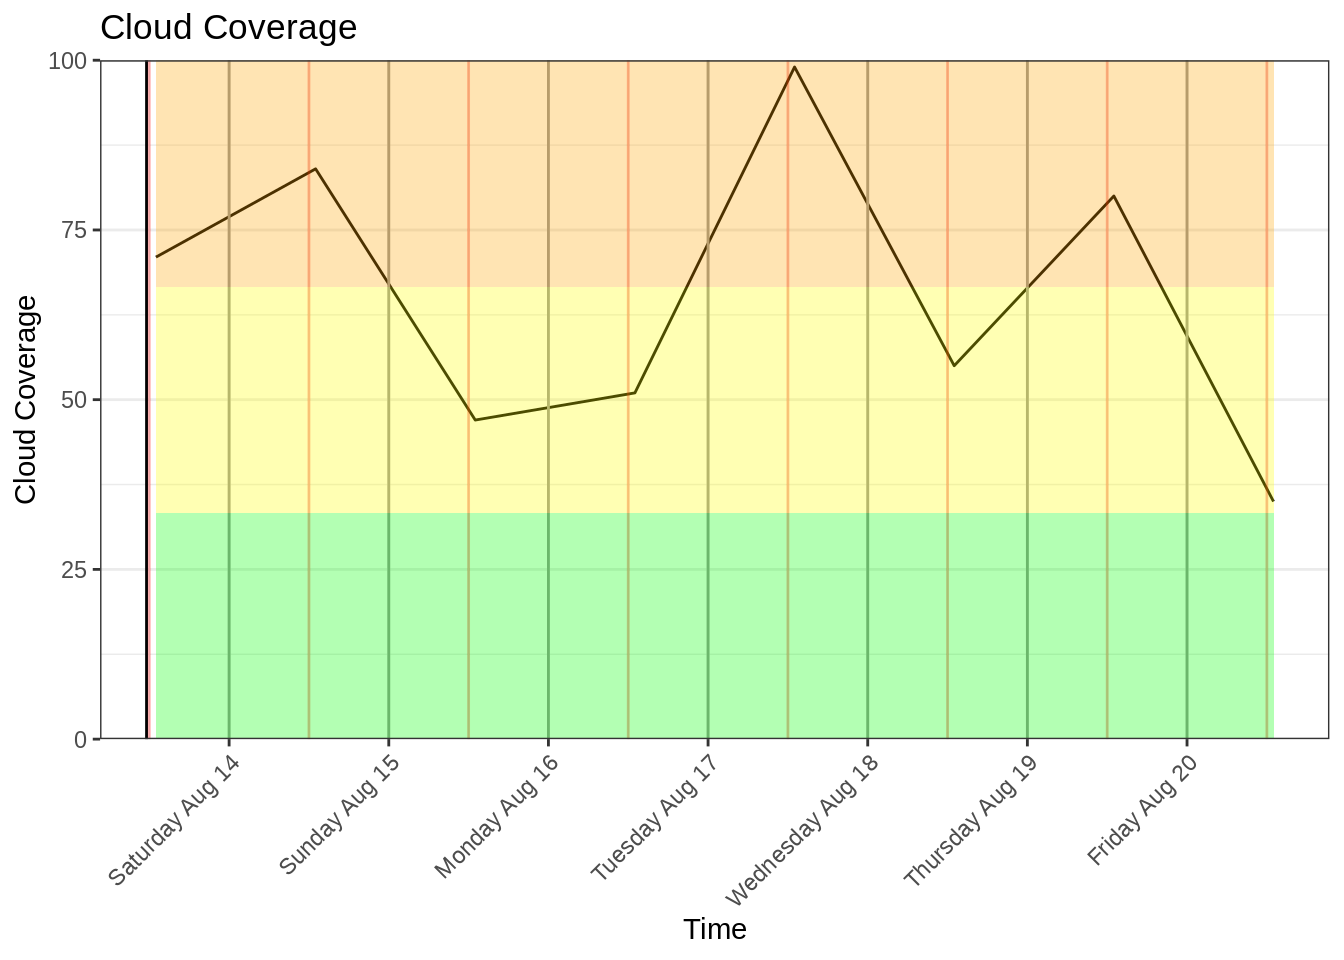 Cloud Coverage
Cloud Coverage
100
75
50
25
0
Saturday Aug 14
Sunday Aug 15
Monday Aug 16
Tuesday Aug 17
Wednesday Aug 18
Thursday Aug 19
Friday Aug 20
Time